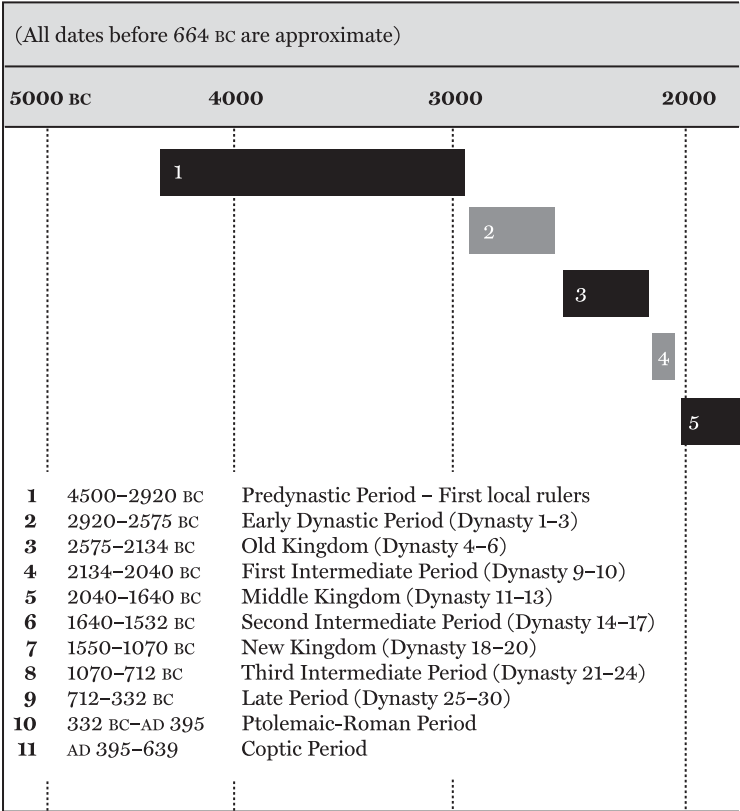 (All dates before 664 BC are approximate)
5000 BC 4000 3000 2000
1
2
3
4
5
1 4500–2920 BC Predynastic Period – First local rulers
2 2920–2575 BC Early Dynastic Period (Dynasty 1–3)
3 2575–2134 BC Old Kingdom (Dynasty 4–6)
4 2134–2040 BC First Intermediate Period (Dynasty 9–10)
5 2040–1640 BC Middle Kingdom (Dynasty 11–13)
6 1640–1532 BC Second Intermediate Period (Dynasty 14–17)
7 1550–1070 BC New Kingdom (Dynasty 18–20)
8 1070–712 BC Third Intermediate Period (Dynasty 21–24)
9 712–332 BC Late Period (Dynasty 25–30)
10 332 BC–AD 395 Ptolemaic-Roman Period
11 AD 395–639 Coptic Period